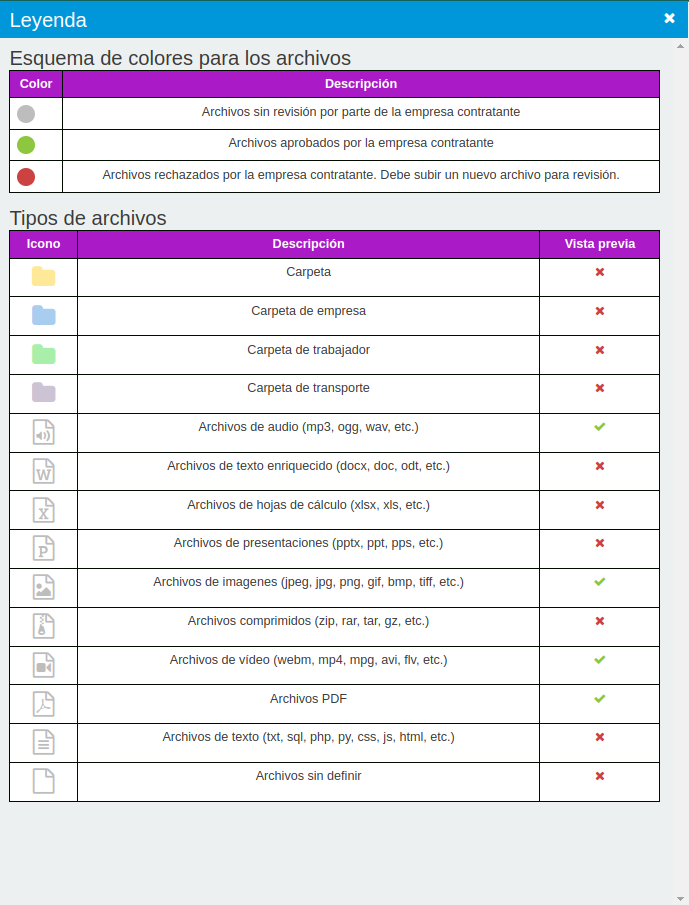 Leyenda
Esquema de colores para los archivos
Color Descripción
Archivos sin revisión por parte de la empresa contratante
Archivos aprobados por la empresa contratante
Archivos rechazados por la empresa contratante. Debe subir un nuevo archivo para revisión.
Tipos de archivos
Icono Descripción Vista previa
Carpeta
Carpeta de empresa
Carpeta de trabajador
Carpeta de transporte
Archivos de audio (mp3, ogg, wav, etc.)
W Archivos de texto enriquecido (docx, doc, odt, etc.)
X Archivos de hojas de cálculo (xlsx, xls, etc.)
P Archivos de presentaciones (pptx, ppt, pps, etc.)
Archivos de imagenes (jpeg, jpg, png, gif, bmp, tiff, etc.)
Archivos comprimidos (zip, rar, tar, gz, etc.)
Archivos de vídeo (webm, mp4, mpg, avi, flv, etc.)
Archivos PDF
Archivos de texto (txt, sql, php, py, css, js, html, etc.)
Archivos sin definir